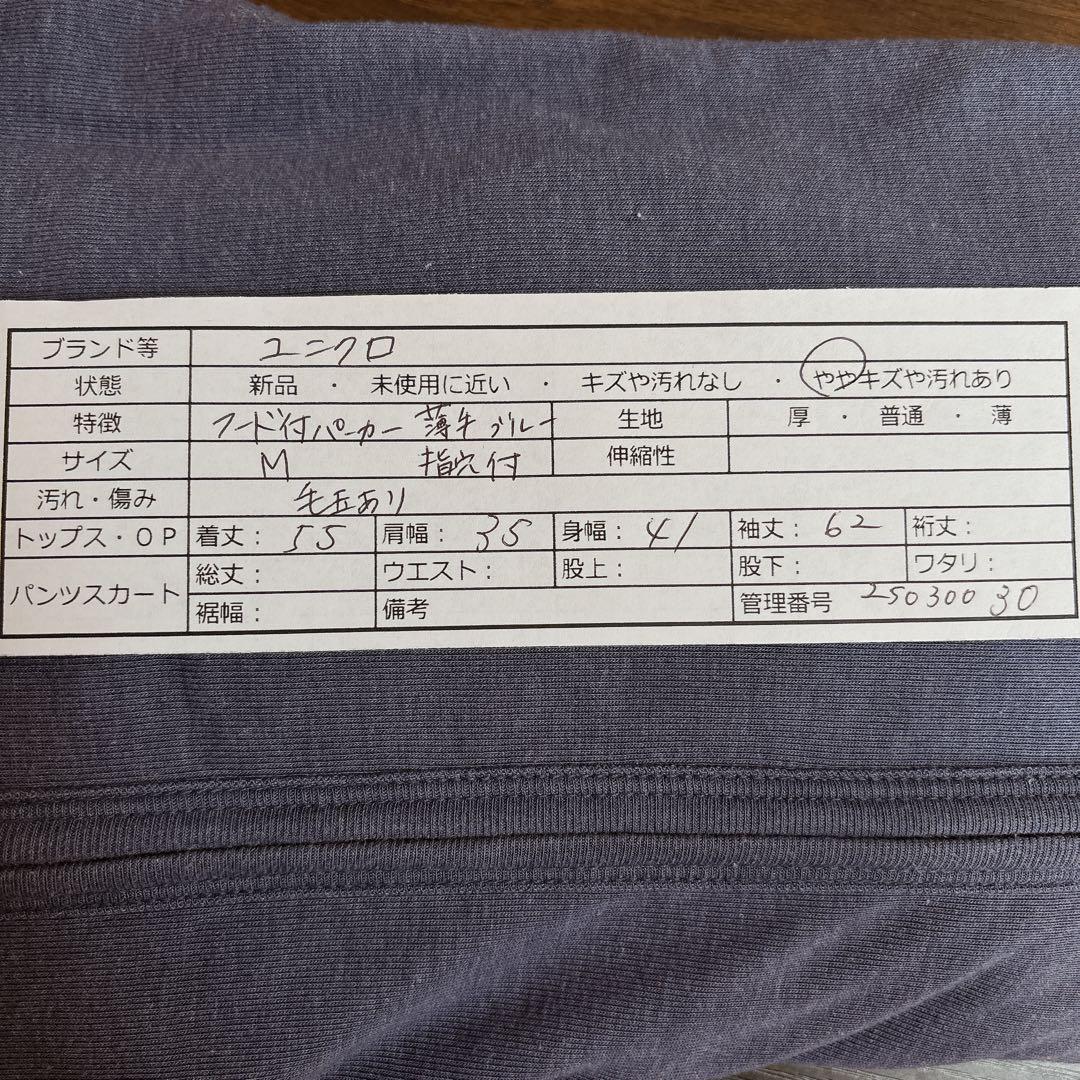 ブランド等 ユニクロ
状態 新品 ・ 未使用に近い ・ キズや汚れなし ・ ややキズや汚れあり
特徴 フード付パーカー 薄手 ブルー 生地 厚 ・ 普通 ・ 薄
サイズ M 指穴付 伸縮性
汚れ・傷み 毛玉あり
トップス・OP 着丈: 55 肩幅: 35 身幅: 41 袖丈: 62 裄丈:
パンツスカート 総丈: ウエスト: 股上: 股下: ワタリ:
裾幅: 備考 管理番号 25030030